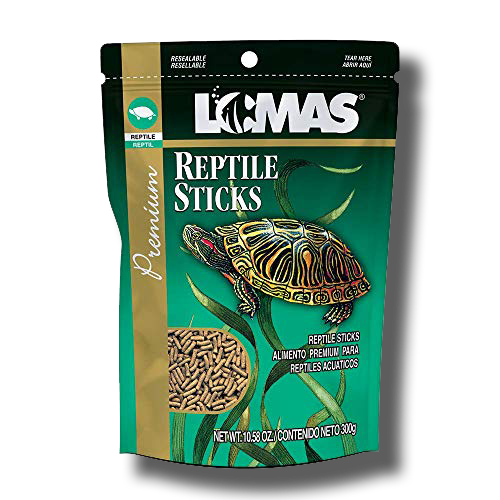 RESEALABLE
RESELLABLE
TEAR HERE
ABRIR AQUÍ
LOMAS®
REPTILE
REPTIL
Premium
REPTILE
STICKS
REPTILE STICKS
ALIMENTO PREMIUM PARA
REPTILES ACUATICOS
NET WT: 10.58 OZ./ CONTENIDO NETO 300g